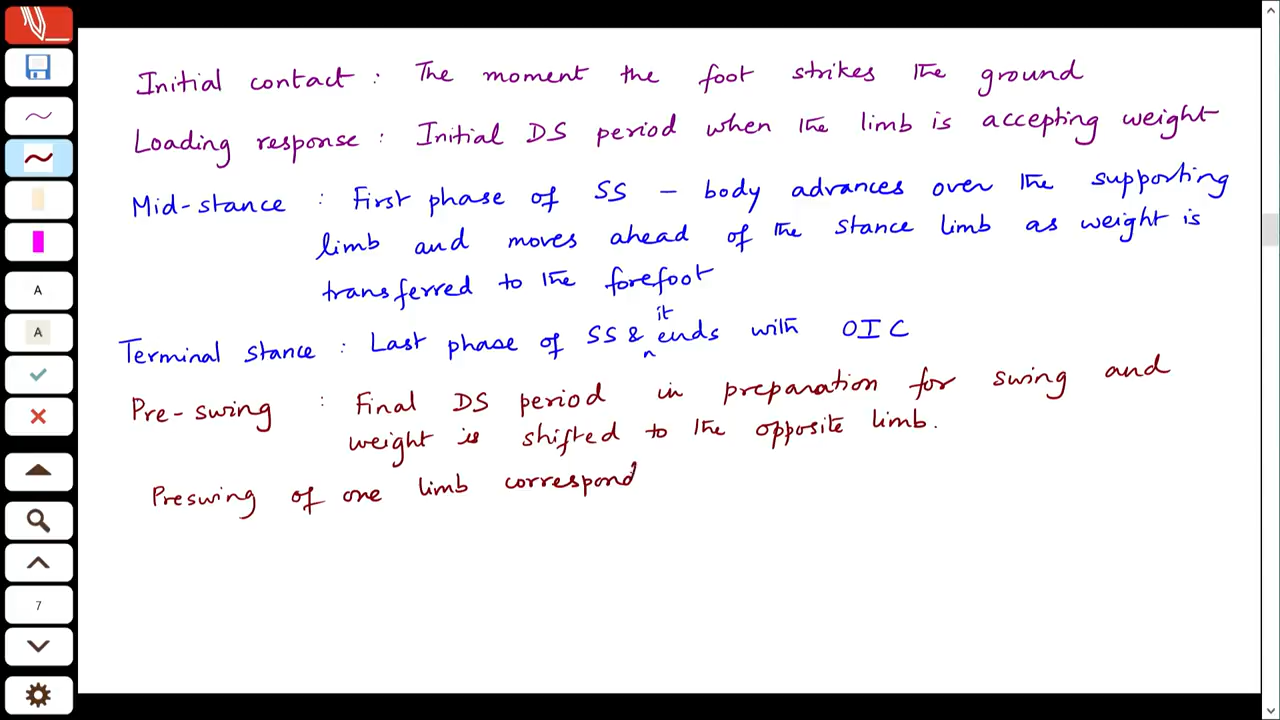 Initial contact : The moment the foot strikes the ground
Loading response : Initial DS period when the limb is accepting weight
Mid-stance : First phase of SS – body advances over the supporting
limb and moves ahead of the stance limb as weight is
transferred to the forefoot
Terminal stance : Last phase of SS & it ends with OIC
Pre-swing : Final DS period in preparation for swing and
weight is shifted to the opposite limb.
Preswing of one limb correspond
A
A
7